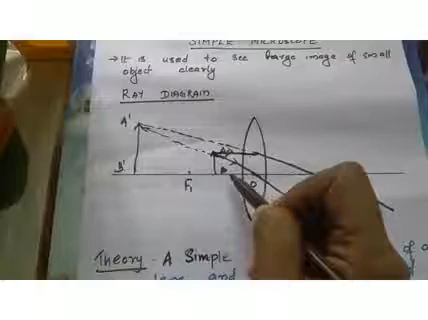 SIMPLE MICROSCOPE
→ It is used to see large image of small
object clearly
RAY DIAGRAM
A'
A
B'
F₁
B
O
Theory - A Simple
of a
lens and